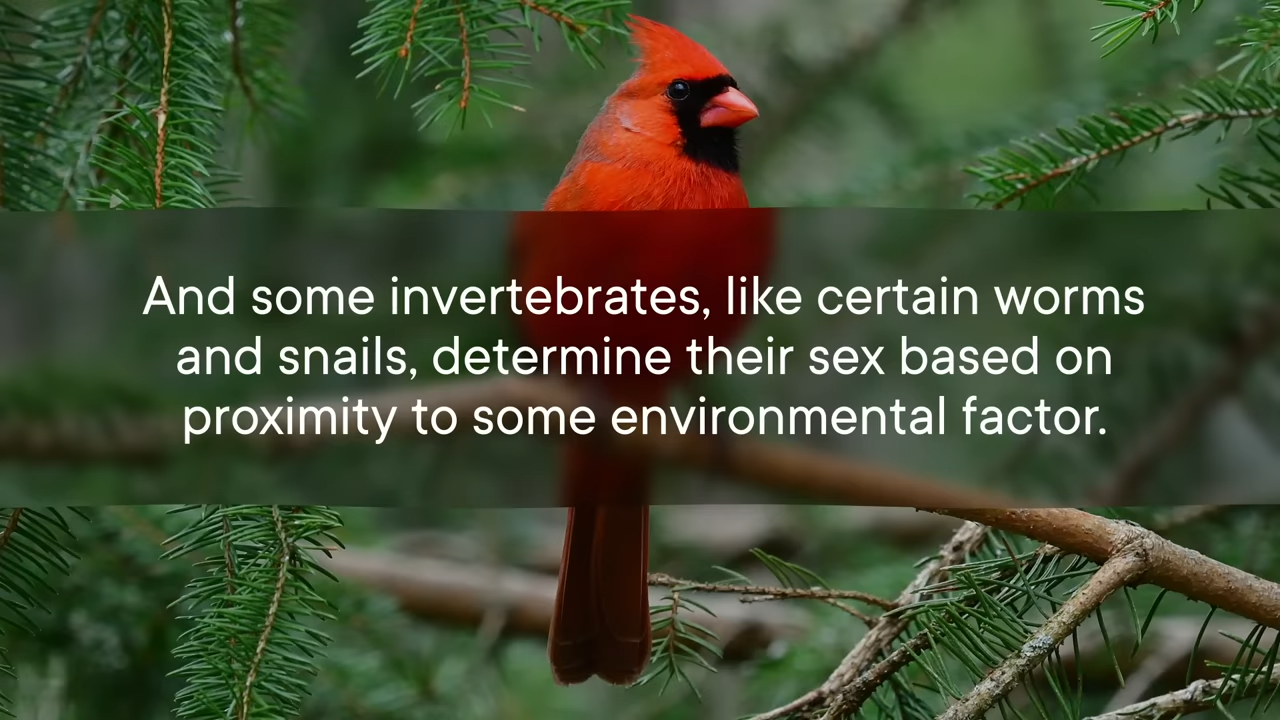 And some invertebrates, like certain worms
and snails, determine their sex based on
proximity to some environmental factor.